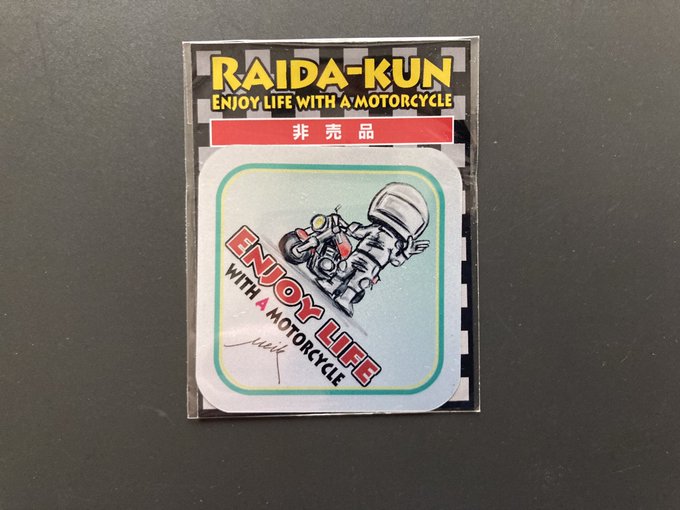 RAIDA-KUN
ENJOY LIFE WITH A MOTORCYCLE
非売品
ENJOY LIFE
WITH A MOTORCYCLE